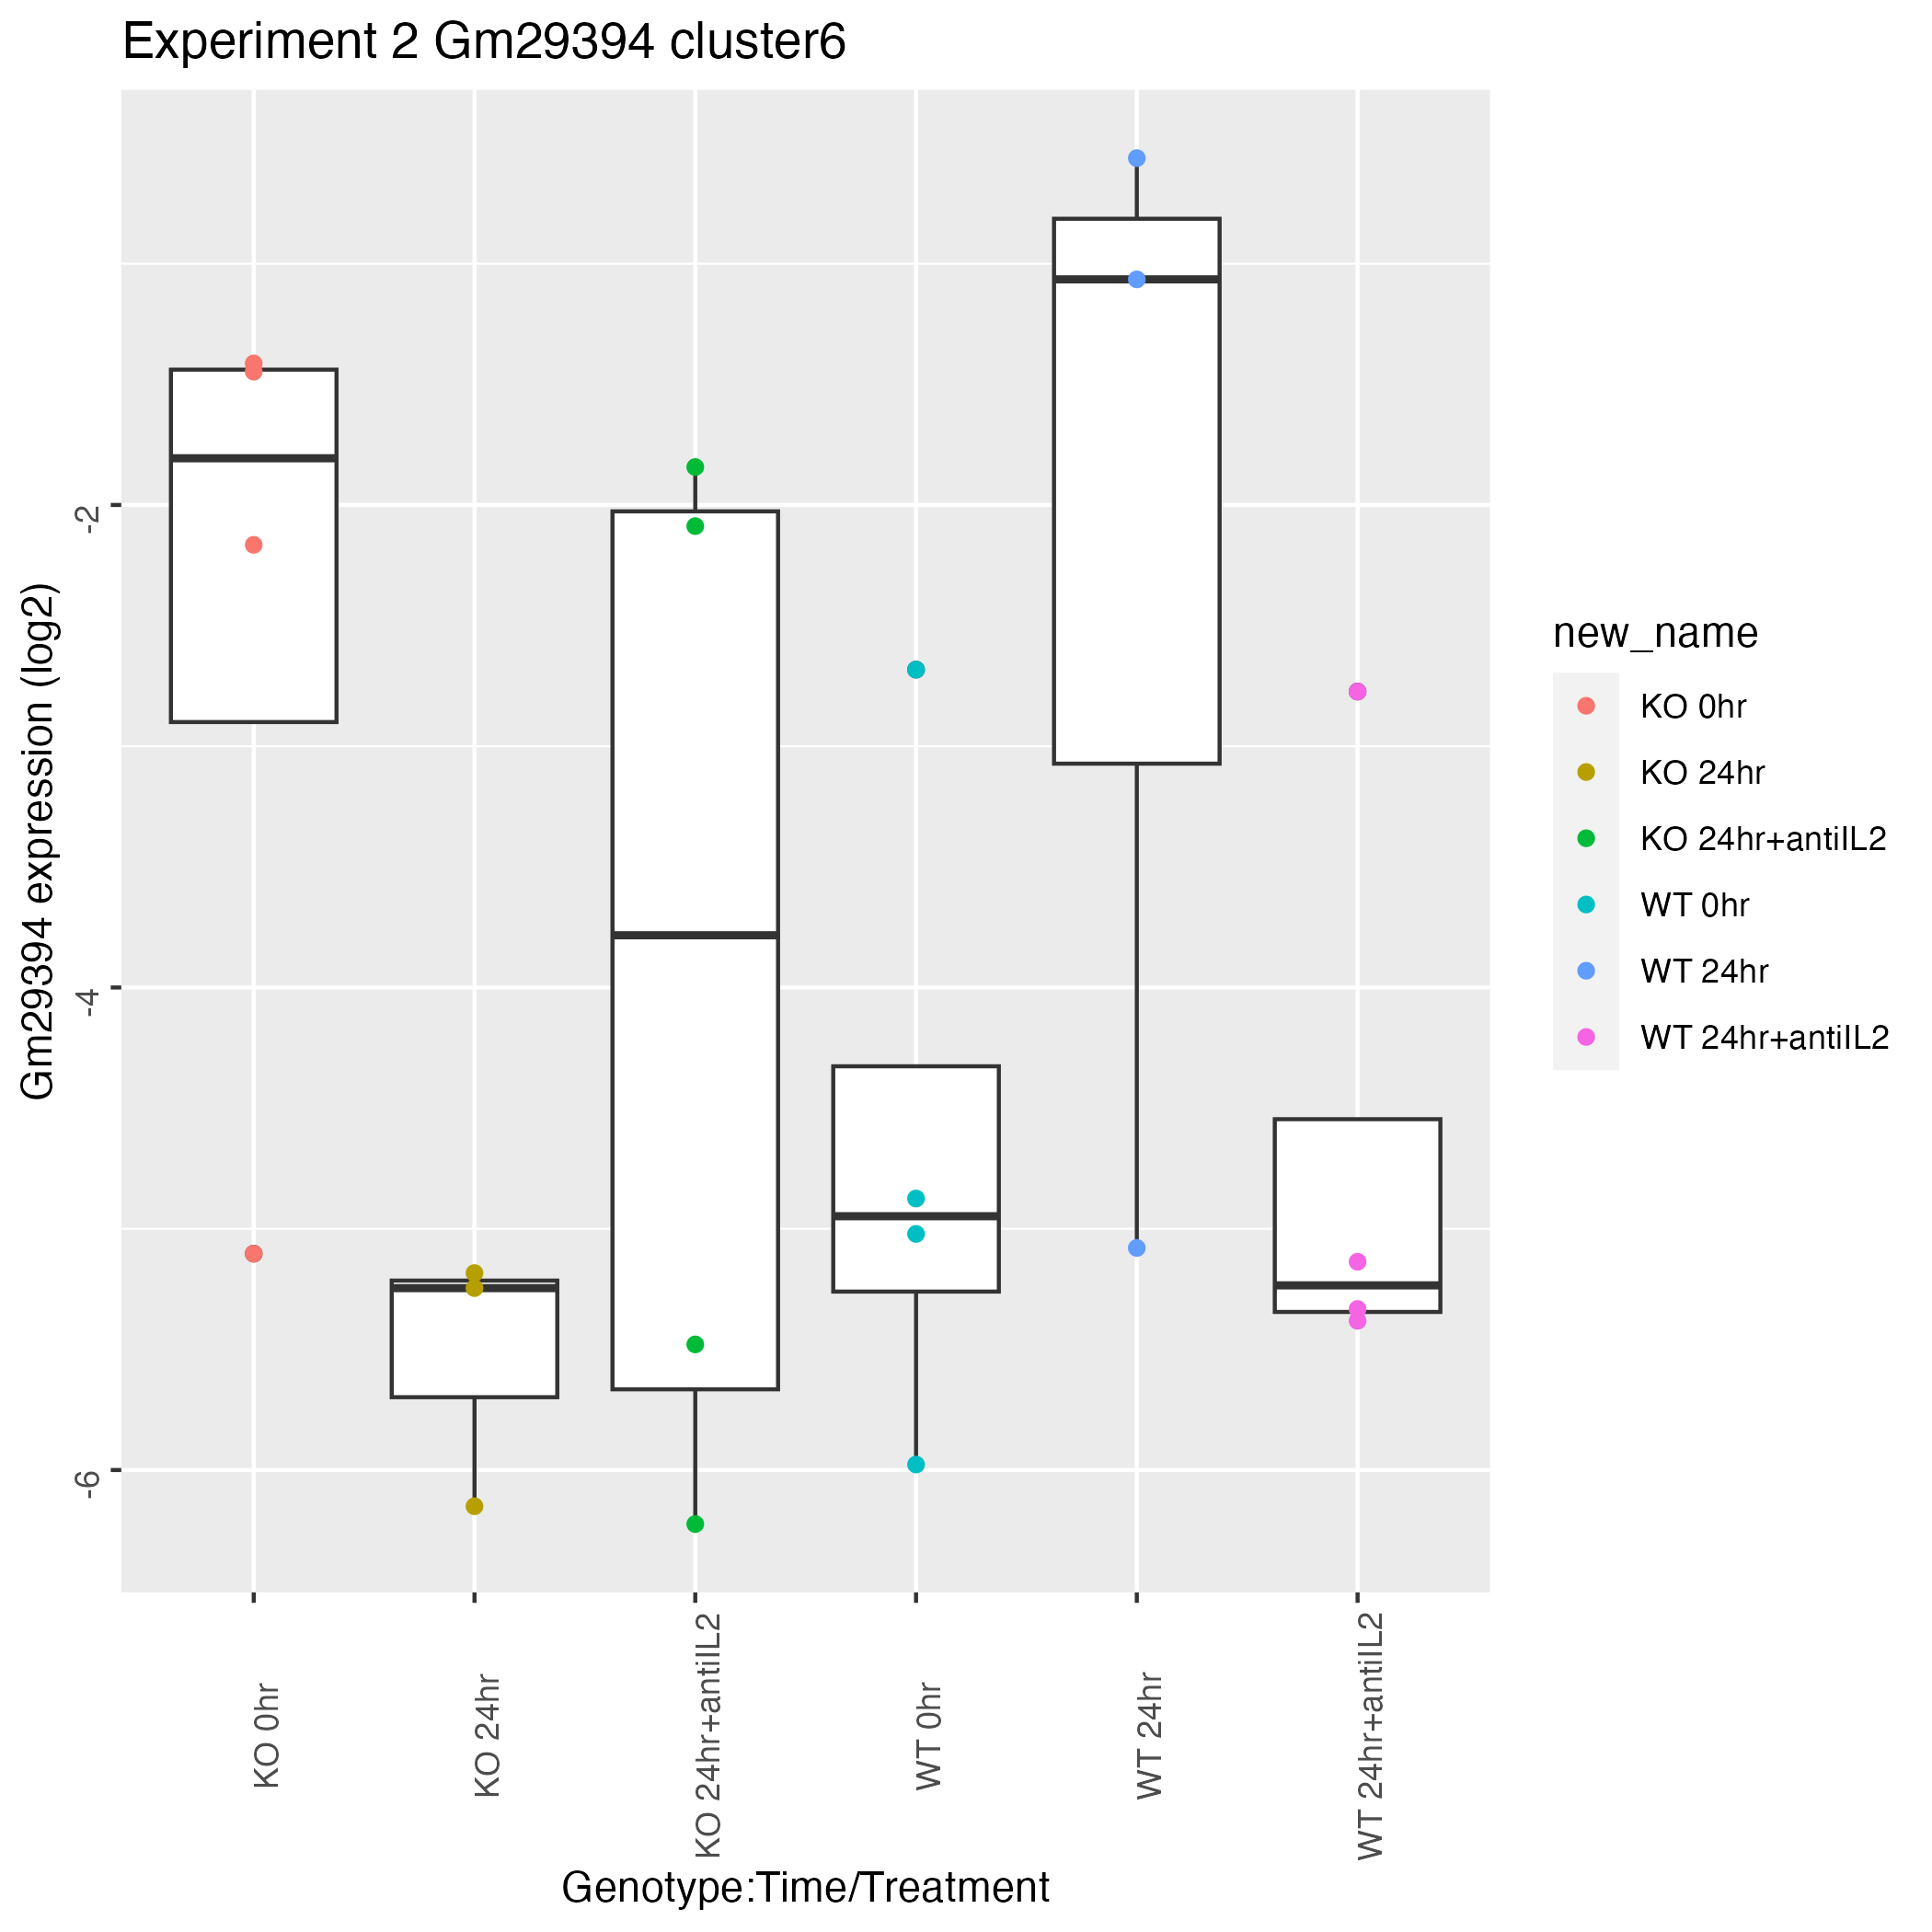 Experiment 2 Gm29394 cluster6
Gm29394 expression (log2)
-2
-4
-6
KO 0hr
KO 24hr
KO 24hr+antiIL2
WT 0hr
WT 24hr
WT 24hr+antiIL2
Genotype:Time/Treatment
new_name
KO 0hr
KO 24hr
KO 24hr+antiIL2
WT 0hr
WT 24hr
WT 24hr+antiIL2